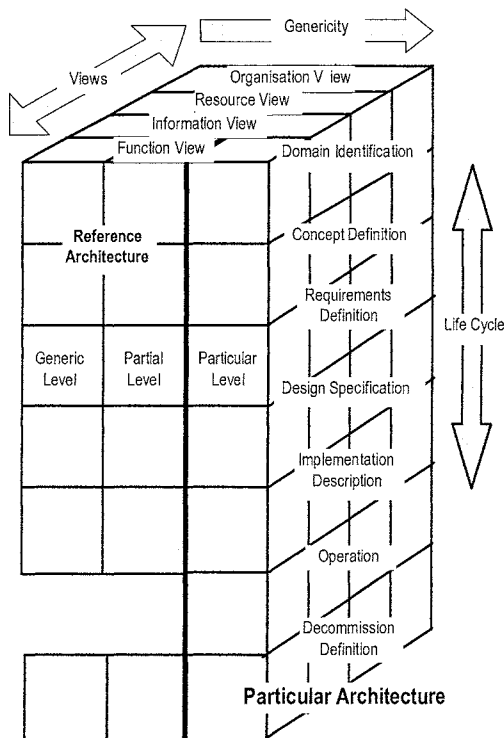 Genericity
Views
Organisation V iew
Resource View
Information View
Function View
Domain Identification
Reference
Architecture
Concept Definition
Requirements
Definition
Life Cycle
Generic
Level
Partial
Level
Particular
Level
Design Specification
Implementation
Description
Operation
Decommission
Definition
Particular Architecture